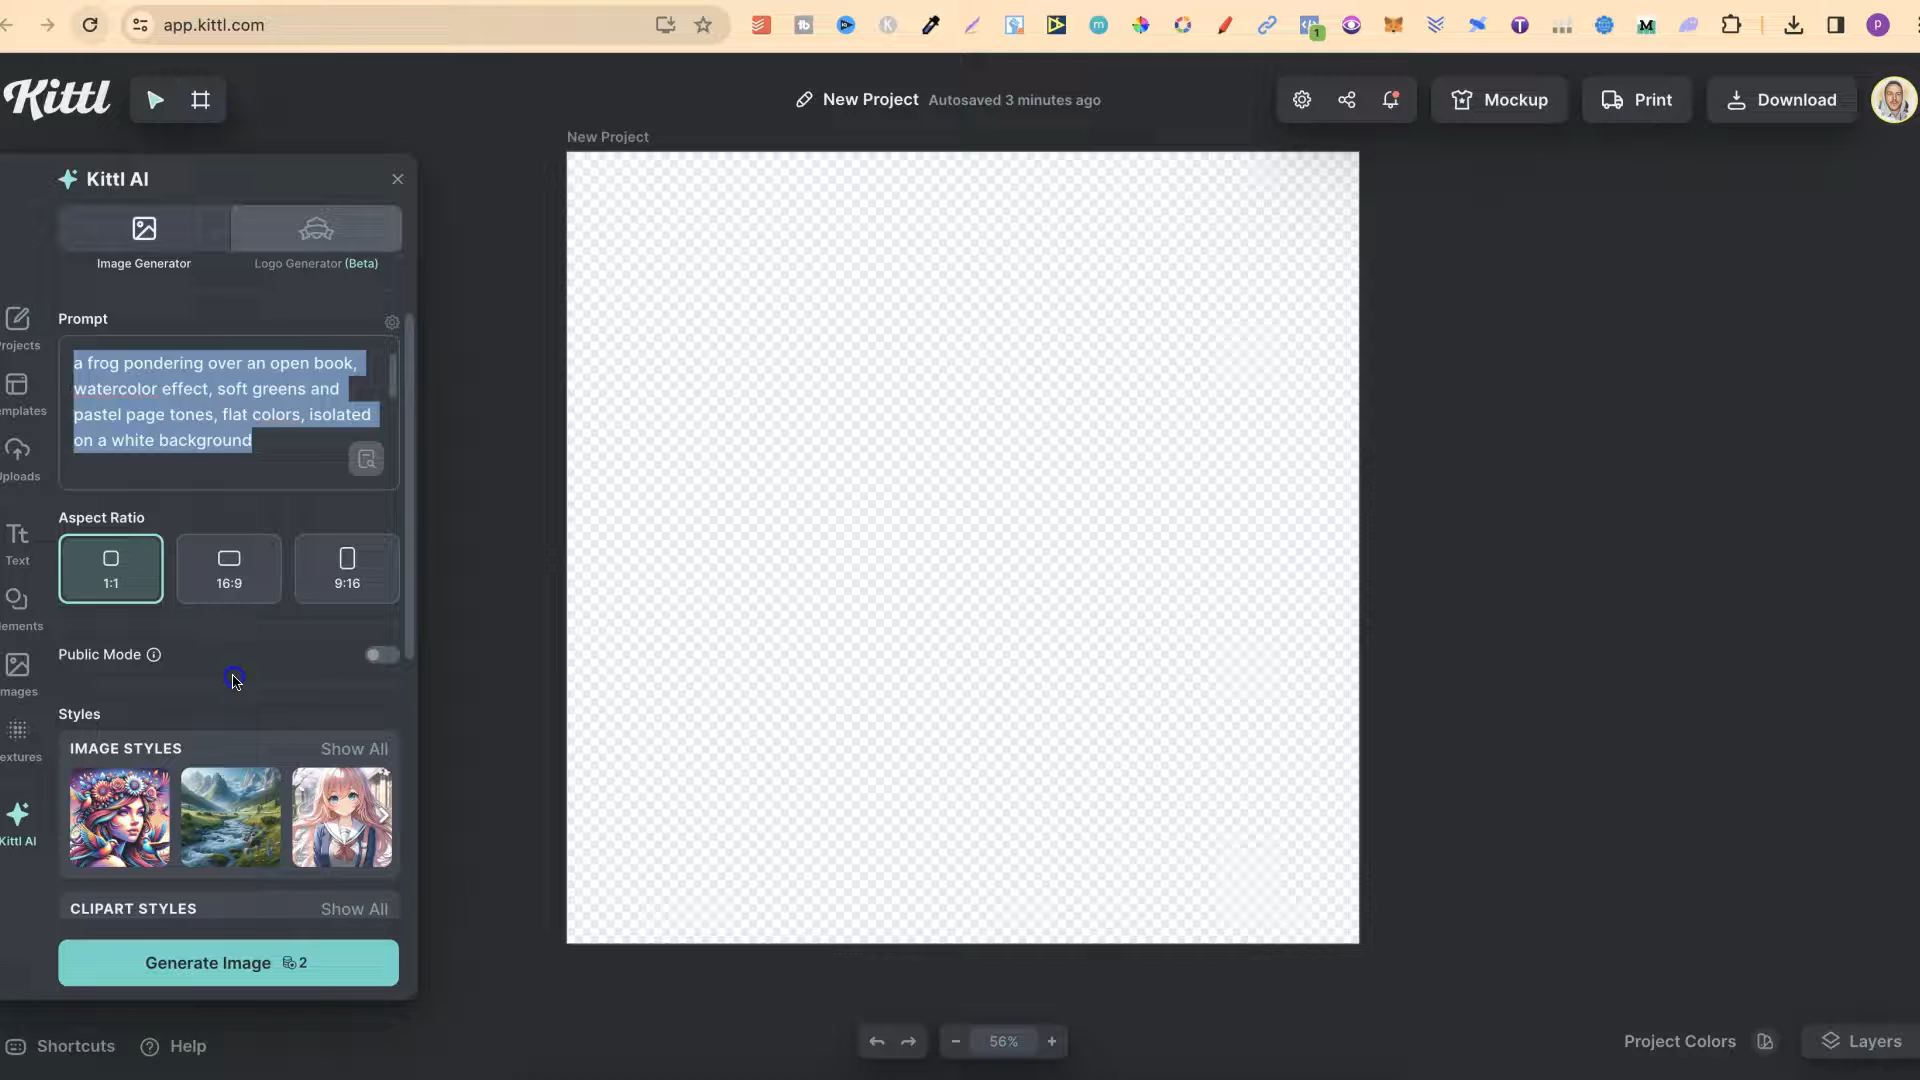 app.kittl.com
1
Kittl
New Project
Autosaved 3 minutes ago
Mockup
Print
Download
New Project
Kittl AI
Image Generator
Logo Generator (Beta)
Prompt
a frog pondering over an open book,
watercolor effect, soft greens and
pastel page tones, flat colors, isolated
on a white background
Aspect Ratio
1:1
16:9
9:16
Public Mode
Styles
IMAGE STYLES
Show All
CLIPART STYLES
Show All
Generate Image
2
rojects
mplates
ploads
Text
lements
mages
extures
Kittl AI
Shortcuts
Help
56%
Project Colors
Layers